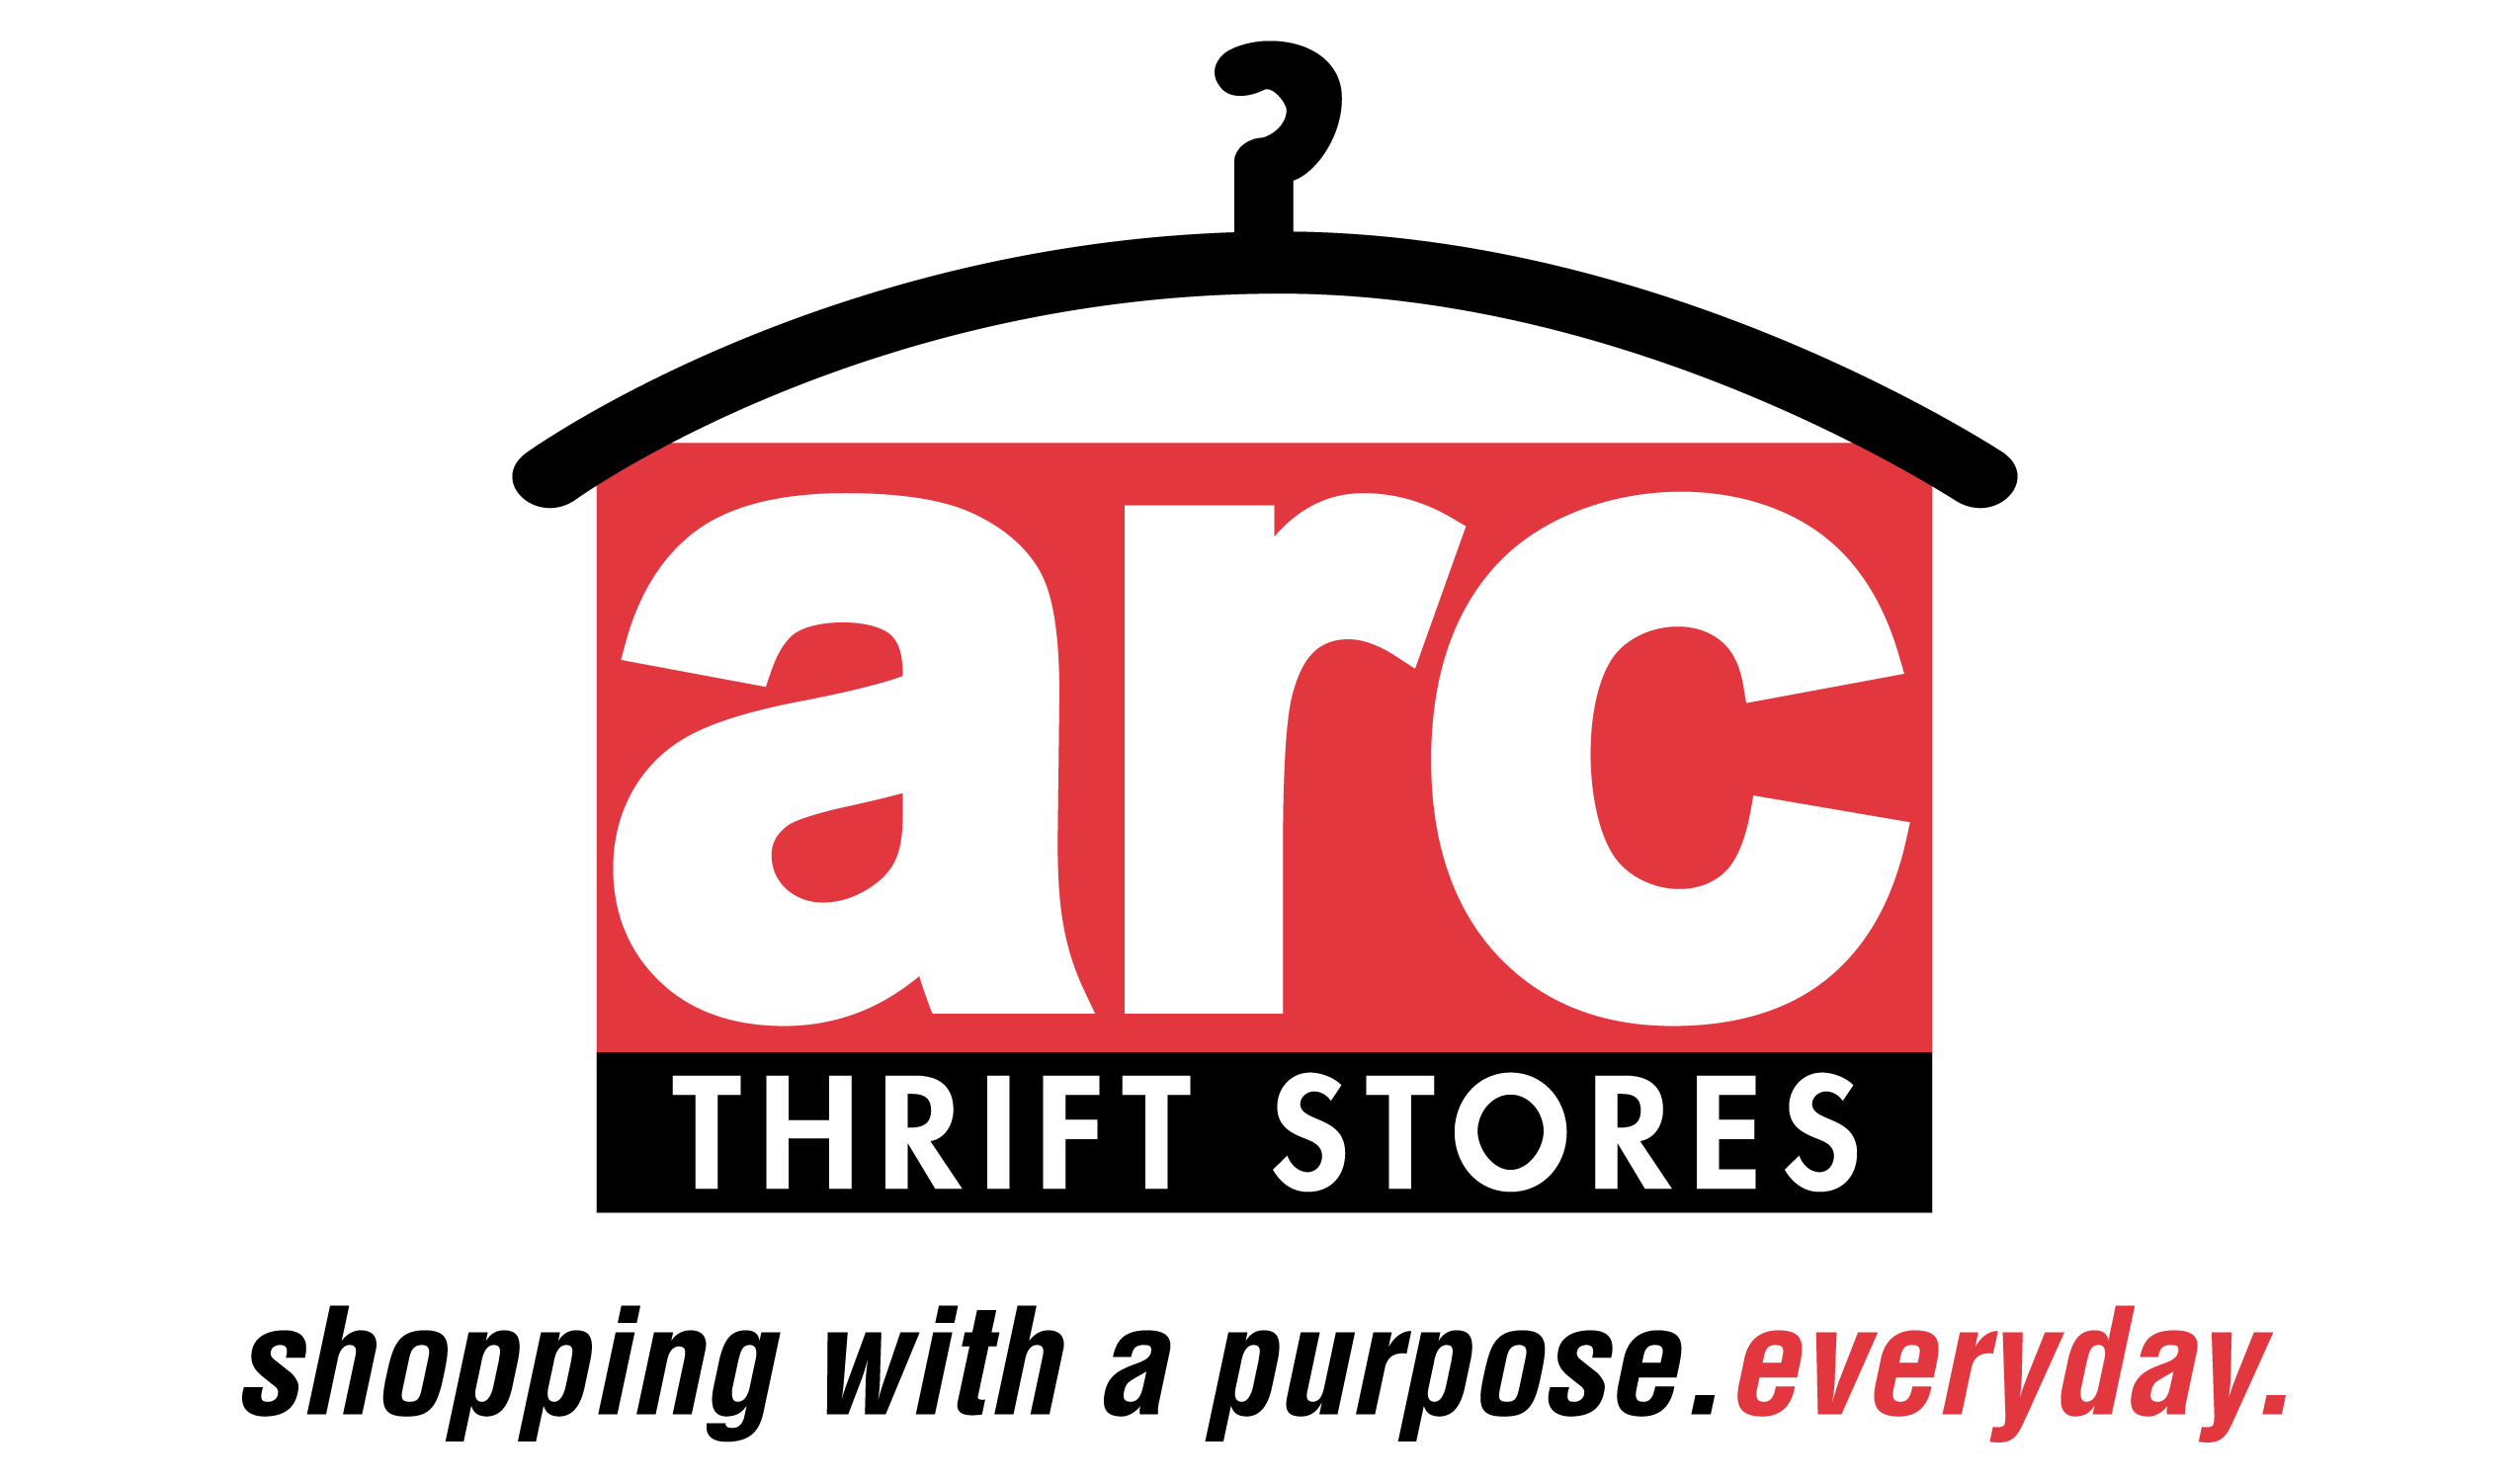 arc
THRIFT STORES
shopping with a purpose. everyday.